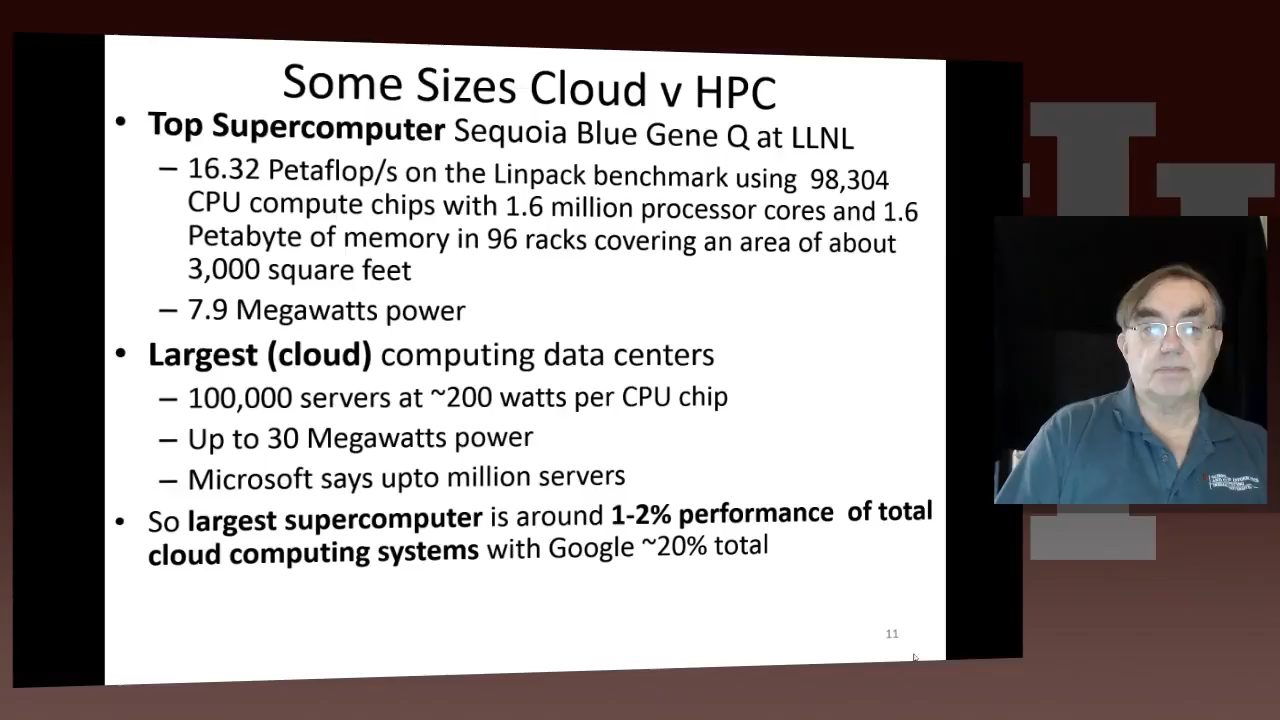 Some Sizes Cloud v HPC
• Top Supercomputer Sequoia Blue Gene Q at LLNL
– 16.32 Petaflop/s on the Linpack benchmark using 98,304
CPU compute chips with 1.6 million processor cores and 1.6
Petabyte of memory in 96 racks covering an area of about
3,000 square feet
– 7.9 Megawatts power
• Largest (cloud) computing data centers
– 100,000 servers at ~200 watts per CPU chip
– Up to 30 Megawatts power
– Microsoft says upto million servers
• So largest supercomputer is around 1-2% performance of total
cloud computing systems with Google ~20% total
11